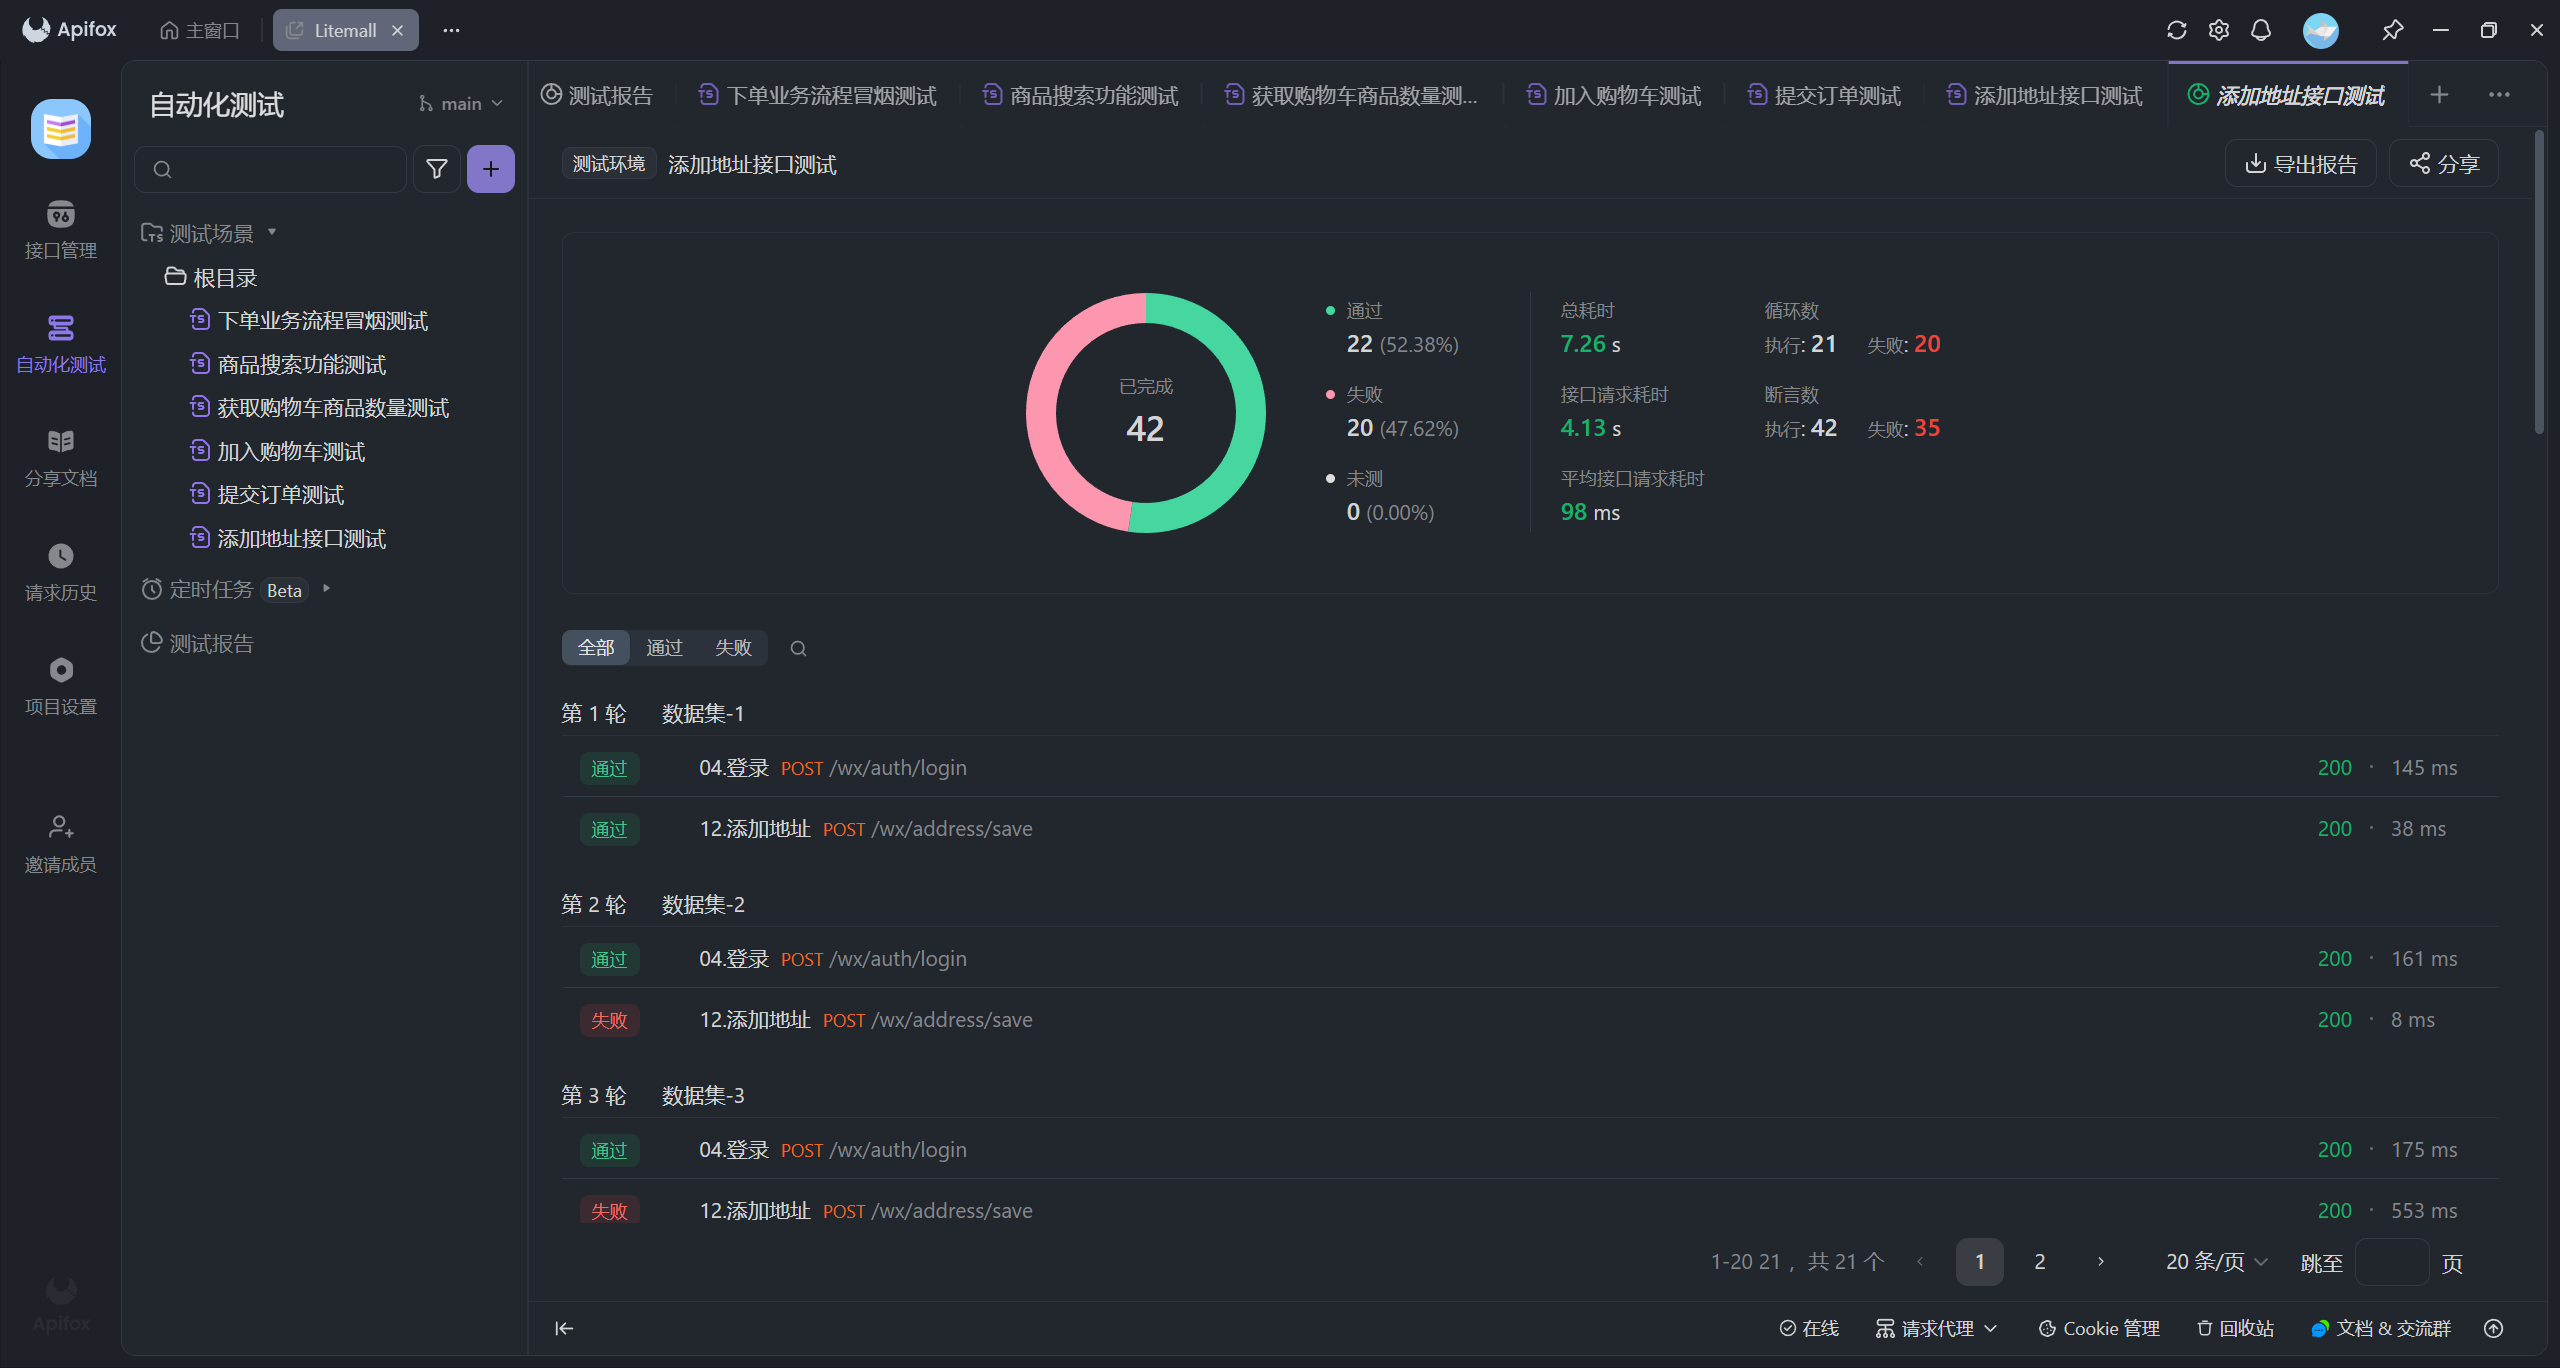 Apifox
主窗口
Litemall
自动化测试
main
接口管理
自动化测试
分享文档
请求历史
项目设置
邀请成员
Apifox
测试场景
根目录
下单业务流程冒烟测试
商品搜索功能测试
获取购物车商品数量测试
加入购物车测试
提交订单测试
添加地址接口测试
定时任务 Beta
测试报告
测试报告
下单业务流程冒烟测试
商品搜索功能测试
获取购物车商品数量测...
加入购物车测试
提交订单测试
添加地址接口测试
添加地址接口测试
测试环境 添加地址接口测试
导出报告
分享
已完成
42
通过
22 (52.38%)
失败
20 (47.62%)
未测
0 (0.00%)
总耗时
7.26 s
接口请求耗时
4.13 s
平均接口请求耗时
98 ms
循环数
执行: 21 失败: 20
断言数
执行: 42 失败: 35
全部 通过 失败
第 1 轮 数据集-1
通过 04.登录 POST /wx/auth/login 200 · 145 ms
通过 12.添加地址 POST /wx/address/save 200 · 38 ms
第 2 轮 数据集-2
通过 04.登录 POST /wx/auth/login 200 · 161 ms
失败 12.添加地址 POST /wx/address/save 200 · 8 ms
第 3 轮 数据集-3
通过 04.登录 POST /wx/auth/login 200 · 175 ms
失败 12.添加地址 POST /wx/address/save 200 · 553 ms
1-20 21 ，共 21 个 1 2 20 条/页 跳至 页
在线 请求代理 Cookie 管理 回收站 文档 & 交流群